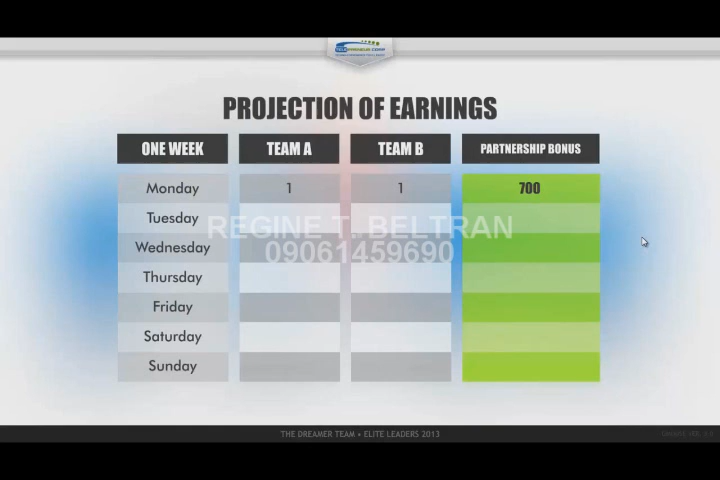 PROJECTION OF EARNINGS
ONE WEEK TEAM A TEAM B PARTNERSHIP BONUS
Monday 1 1 700
Tuesday
REGINE T. BELTRAN
Wednesday
09061459690
Thursday
Friday
Saturday
Sunday
THE DREAMER TEAM • ELITE LEADERS 2013